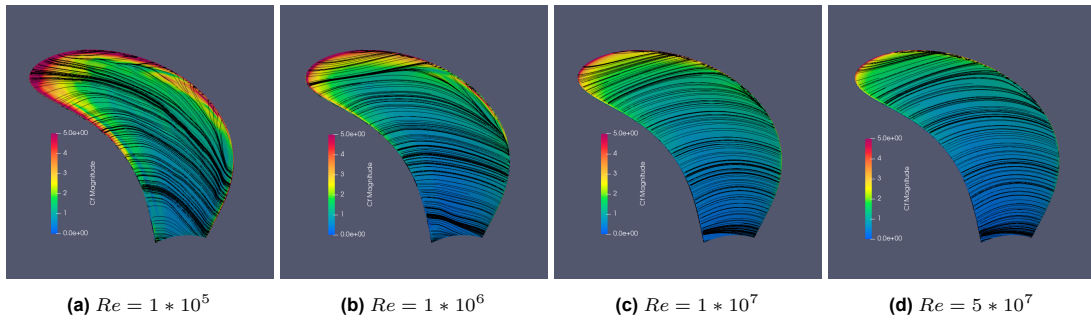 5.0e+00
4
3
2
1
0.0e+00
Cf Magnitude
5.0e+00
4
3
2
1
0.0e+00
Cf Magnitude
5.0e+00
4
3
2
1
0.0e+00
Cf Magnitude
5.0e+00
4
3
2
1
0.0e+00
Cf Magnitude
(a) Re = 1 * 10^5
(b) Re = 1 * 10^6
(c) Re = 1 * 10^7
(d) Re = 5 * 10^7